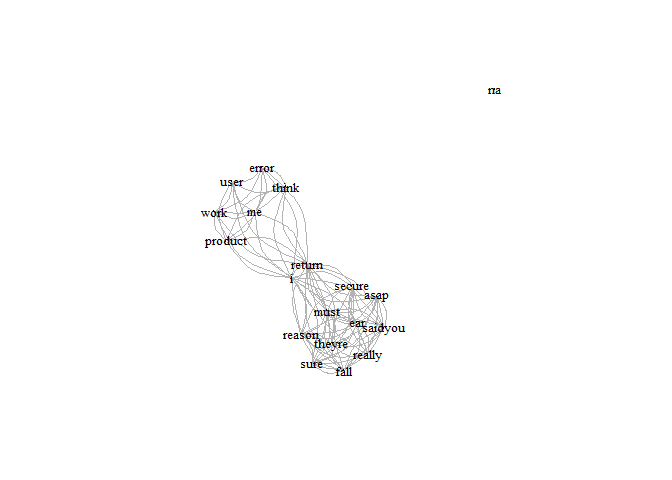 na
error
user
think
work
me
product
return
i
secure
asap
must
ear
saidyou
reason
theyre
really
sure
fall